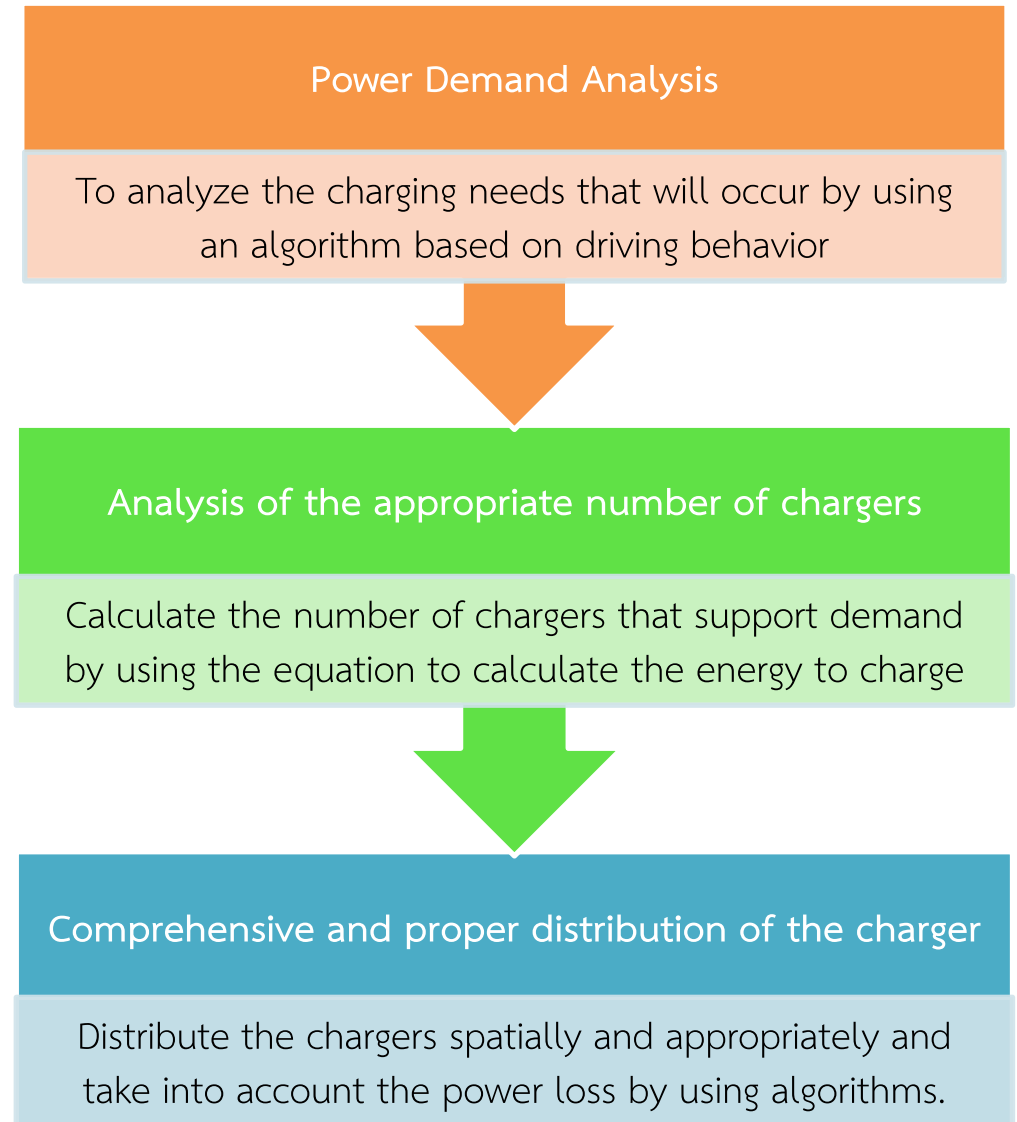 Power Demand Analysis
To analyze the charging needs that will occur by using
an algorithm based on driving behavior
Analysis of the appropriate number of chargers
Calculate the number of chargers that support demand
by using the equation to calculate the energy to charge
Comprehensive and proper distribution of the charger
Distribute the chargers spatially and appropriately and
take into account the power loss by using algorithms.